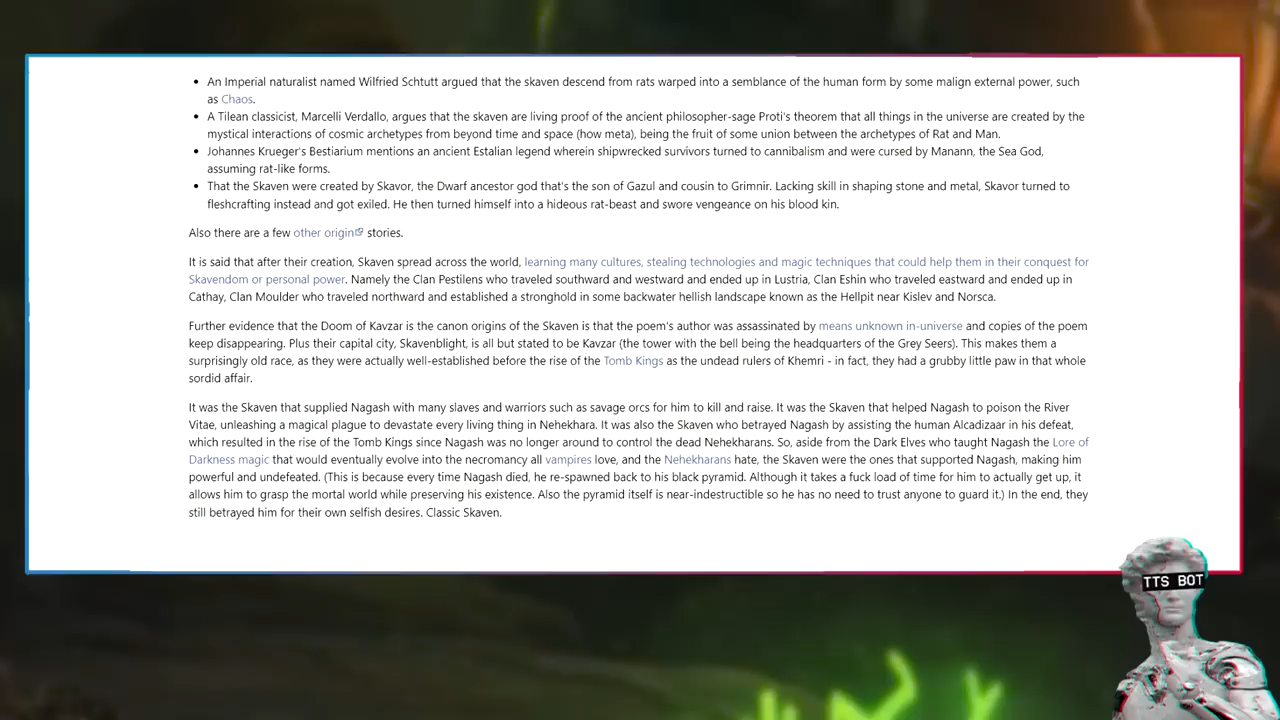 An Imperial naturalist named Wilfried Schtutt argued that the skaven descend from rats warped into a semblance of the human form by some malign external power, such
as Chaos.
A Tilean classicist, Marcelli Verdallo, argues that the skaven are living proof of the ancient philosopher-sage Proti's theorem that all things in the universe are created by the
mystical interactions of cosmic archetypes from beyond time and space (how meta), being the fruit of some union between the archetypes of Rat and Man.
Johannes Krueger's Bestiarium mentions an ancient Estalian legend wherein shipwrecked survivors turned to cannibalism and were cursed by Manann, the Sea God,
assuming rat-like forms.
That the Skaven were created by Skavor, the Dwarf ancestor god that's the son of Gazul and cousin to Grimnir. Lacking skill in shaping stone and metal, Skavor turned to
fleshcrafting instead and got exiled. He then turned himself into a hideous rat-beast and swore vengeance on his blood kin.
Also there are a few other origin stories.
It is said that after their creation, Skaven spread across the world, learning many cultures, stealing technologies and magic techniques that could help them in their conquest for
Skavendom or personal power. Namely the Clan Pestilens who traveled southward and westward and ended up in Lustria, Clan Eshin who traveled eastward and ended up in
Cathay, Clan Moulder who traveled northward and established a stronghold in some backwater hellish landscape known as the Hellpit near Kislev and Norsca.
Further evidence that the Doom of Kavzar is the canon origins of the Skaven is that the poem's author was assassinated by means unknown in-universe and copies of the poem
keep disappearing. Plus their capital city, Skavenblight, is all but stated to be Kavzar (the tower with the bell being the headquarters of the Grey Seers). This makes them a
surprisingly old race, as they were actually well-established before the rise of the Tomb Kings as the undead rulers of Khemri - in fact, they had a grubby little paw in that whole
sordid affair.
It was the Skaven that supplied Nagash with many slaves and warriors such as savage orcs for him to kill and raise. It was the Skaven that helped Nagash to poison the River
Vitae, unleashing a magical plague to devastate every living thing in Nehekhara. It was also the Skaven who betrayed Nagash by assisting the human Alcadizaar in his defeat,
which resulted in the rise of the Tomb Kings since Nagash was no longer around to control the dead Nehekharans. So, aside from the Dark Elves who taught Nagash the Lore of
Darkness magic that would eventually evolve into the necromancy all vampires love, and the Nehekharans hate, the Skaven were the ones that supported Nagash, making him
powerful and undefeated. (This is because every time Nagash died, he re-spawned back to his black pyramid. Although it takes a fuck load of time for him to actually get up, it
allows him to grasp the mortal world while preserving his existence. Also the pyramid itself is near-indestructible so he has no need to trust anyone to guard it.) In the end, they
still betrayed him for their own selfish desires. Classic Skaven.
TTS BOT